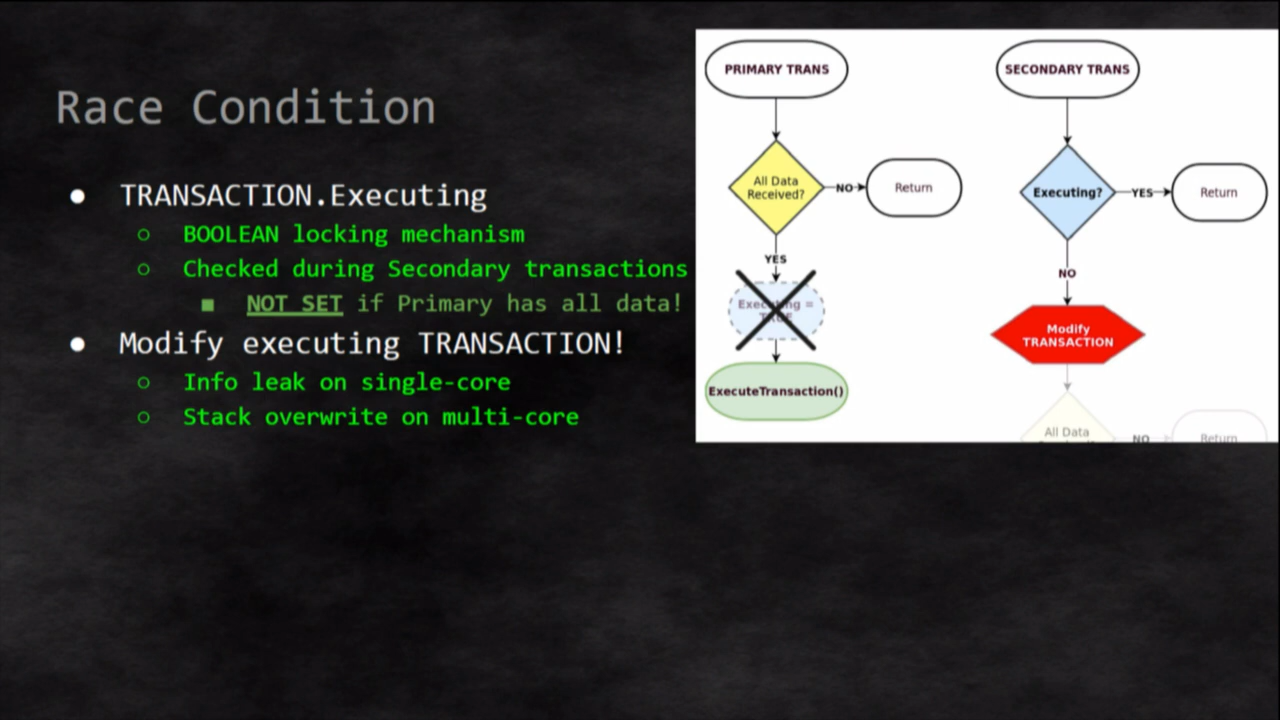 Race Condition
● TRANSACTION.Executing
○ BOOLEAN locking mechanism
○ Checked during Secondary transactions
■ NOT SET if Primary has all data!
● Modify executing TRANSACTION!
○ Info leak on single-core
○ Stack overwrite on multi-core
PRIMARY TRANS
All Data
Received?
NO
Return
YES
Executing =
TRUE
ExecuteTransaction()
SECONDARY TRANS
Executing?
YES
Return
NO
Modify
TRANSACTION
All Data
NO
Return